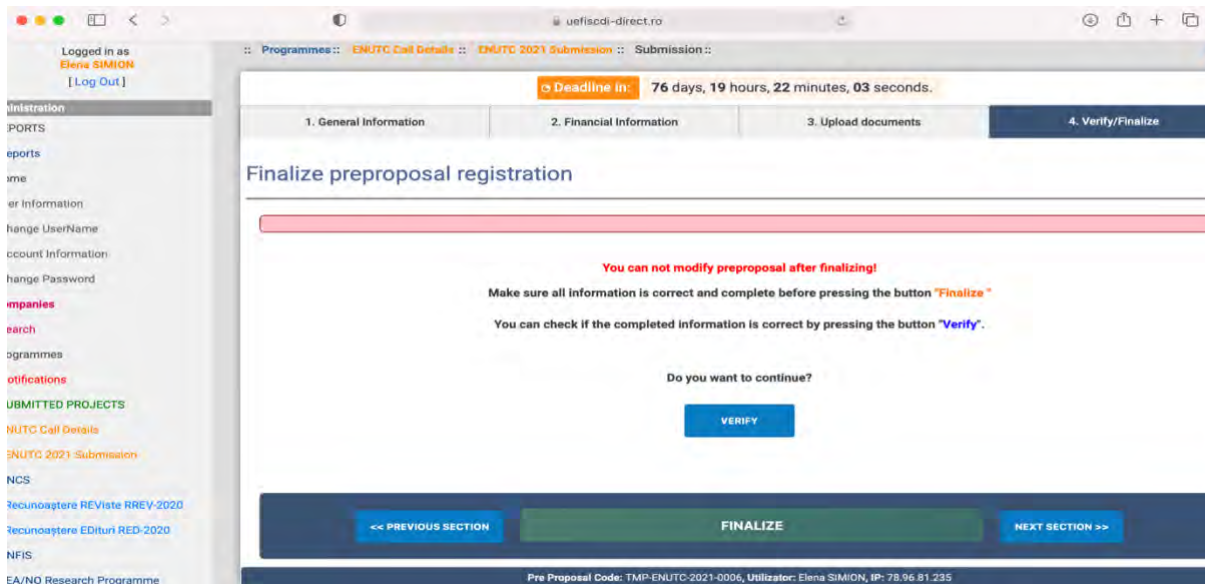 uefiscdi-direct.ro
Logged in as
Elena SIMION
[ Log Out ]
ministration
EPORTS
eports
ome
er Information
hange UserName
ccount Information
hange Password
ompanies
earch
ogrammes
otifications
UBMITTED PROJECTS
NUTC Call Details
ENUTC 2021 Submission
NCS
Recunoaștere REViste RREV-2020
Recunoaștere EDituri RED-2020
NFIS
EA/NO Research Programme
:: Programmes:: ENUTC Call Details :: ENUTC 2021 Submission :: Submission::
Deadline in: 76 days, 19 hours, 22 minutes, 03 seconds.
1. General Information
2. Financial Information
3. Upload documents
4. Verify/Finalize
Finalize preproposal registration
You can not modify preproposal after finalizing!
Make sure all information is correct and complete before pressing the button "Finalize "
You can check if the completed information is correct by pressing the button "Verify".
Do you want to continue?
VERIFY
<< PREVIOUS SECTION
FINALIZE
NEXT SECTION >>
Pre Proposal Code: TMP-ENUTC-2021-0006, Utilizator: Elena SIMION, IP: 78.96.81.235